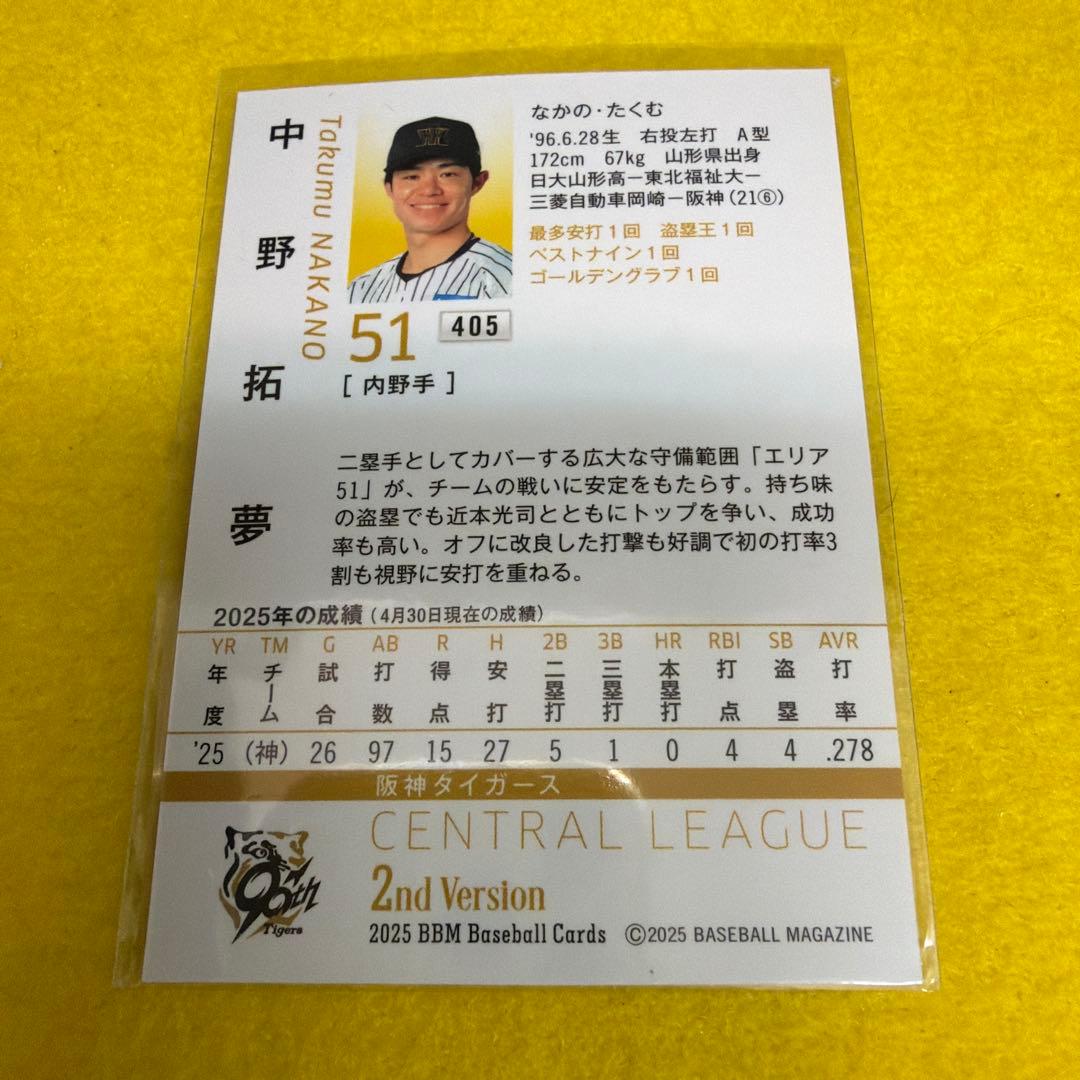 中野拓夢
Takumu NAKANO
なかの・たくむ
'96.6.28生 右投左打 A型
172cm 67kg 山形県出身
日大山形高ー東北福祉大ー
三菱自動車岡崎ー阪神(21⑥)
最多安打1回 盗塁王1回
ベストナイン1回
ゴールデングラブ1回
51
405
[ 内野手 ]
二塁手としてカバーする広大な守備範囲「エリア
51」が、チームの戦いに安定をもたらす。持ち味
の盗塁でも近本光司とともにトップを争い、成功
率も高い。オフに改良した打撃も好調で初の打率3
割も視野に安打を重ねる。
2025年の成績(4月30日現在の成績)
YR TM G AB R H 2B 3B HR RBI SB AVR
年度 チーム 試合 打数 得点 安打 二塁打 三塁打 本塁打 打点 盗塁 打率
'25 (神) 26 97 15 27 5 1 0 4 4 .278
阪神タイガース
CENTRAL LEAGUE
90th
Tigers
2nd Version
2025 BBM Baseball Cards ©2025 BASEBALL MAGAZINE